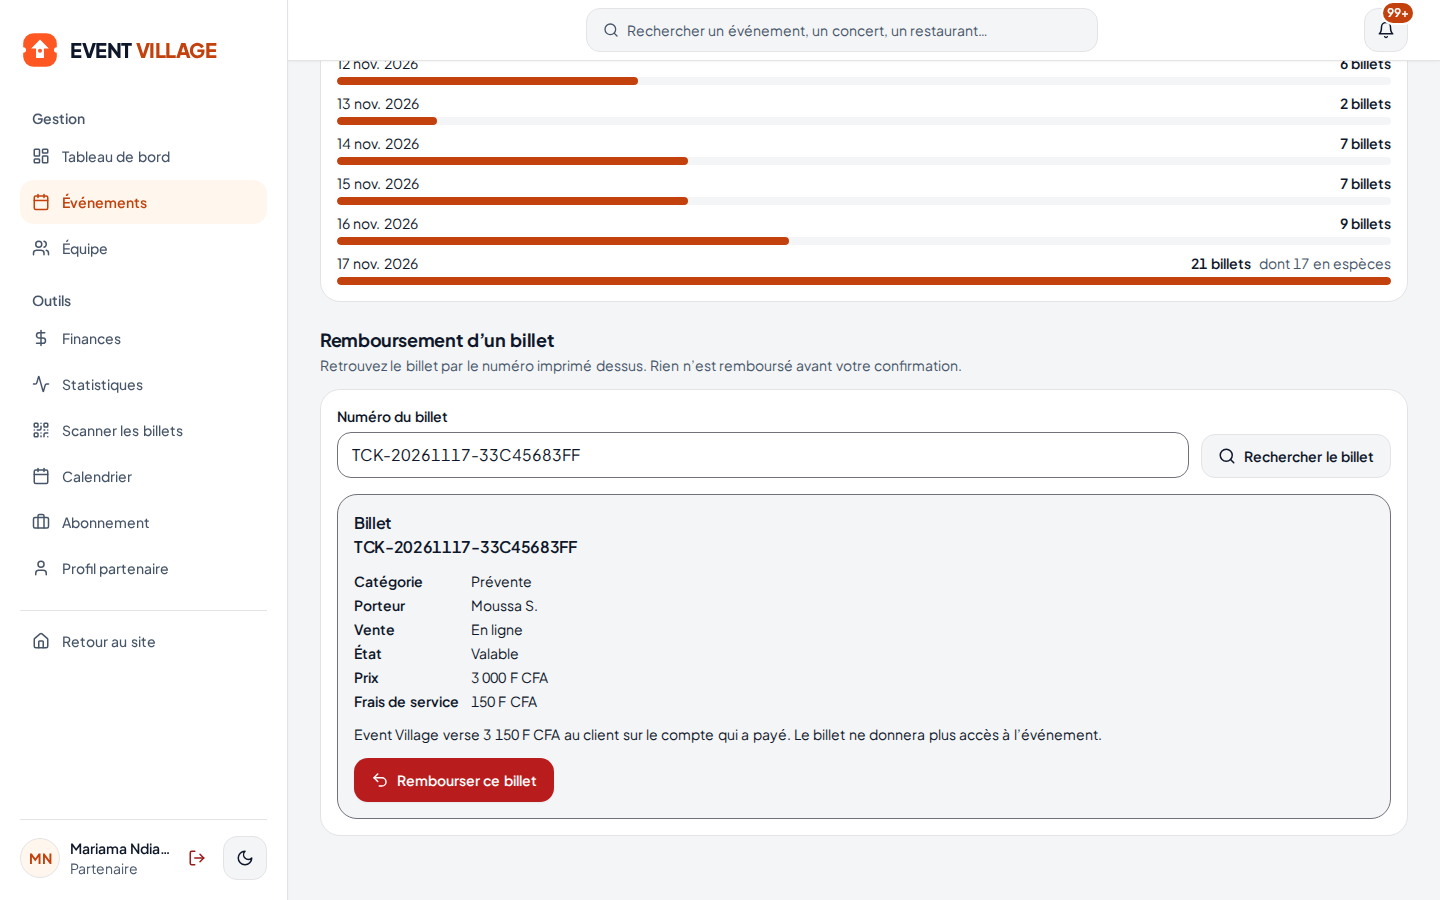 EVENT VILLAGE
Rechercher un événement, un concert, un restaurant…
99+
Gestion
Tableau de bord
Événements
Équipe
Outils
Finances
Statistiques
Scanner les billets
Calendrier
Abonnement
Profil partenaire
Retour au site
MN
Mariama Ndia…
Partenaire
12 nov. 2026 6 billets
13 nov. 2026 2 billets
14 nov. 2026 7 billets
15 nov. 2026 7 billets
16 nov. 2026 9 billets
17 nov. 2026 21 billets dont 17 en espèces
Remboursement d’un billet
Retrouvez le billet par le numéro imprimé dessus. Rien n’est remboursé avant votre confirmation.
Numéro du billet
TCK-20261117-33C45683FF
Rechercher le billet
Billet
TCK-20261117-33C45683FF
Catégorie Prévente
Porteur Moussa S.
Vente En ligne
État Valable
Prix 3 000 F CFA
Frais de service 150 F CFA
Event Village verse 3 150 F CFA au client sur le compte qui a payé. Le billet ne donnera plus accès à l’événement.
Rembourser ce billet